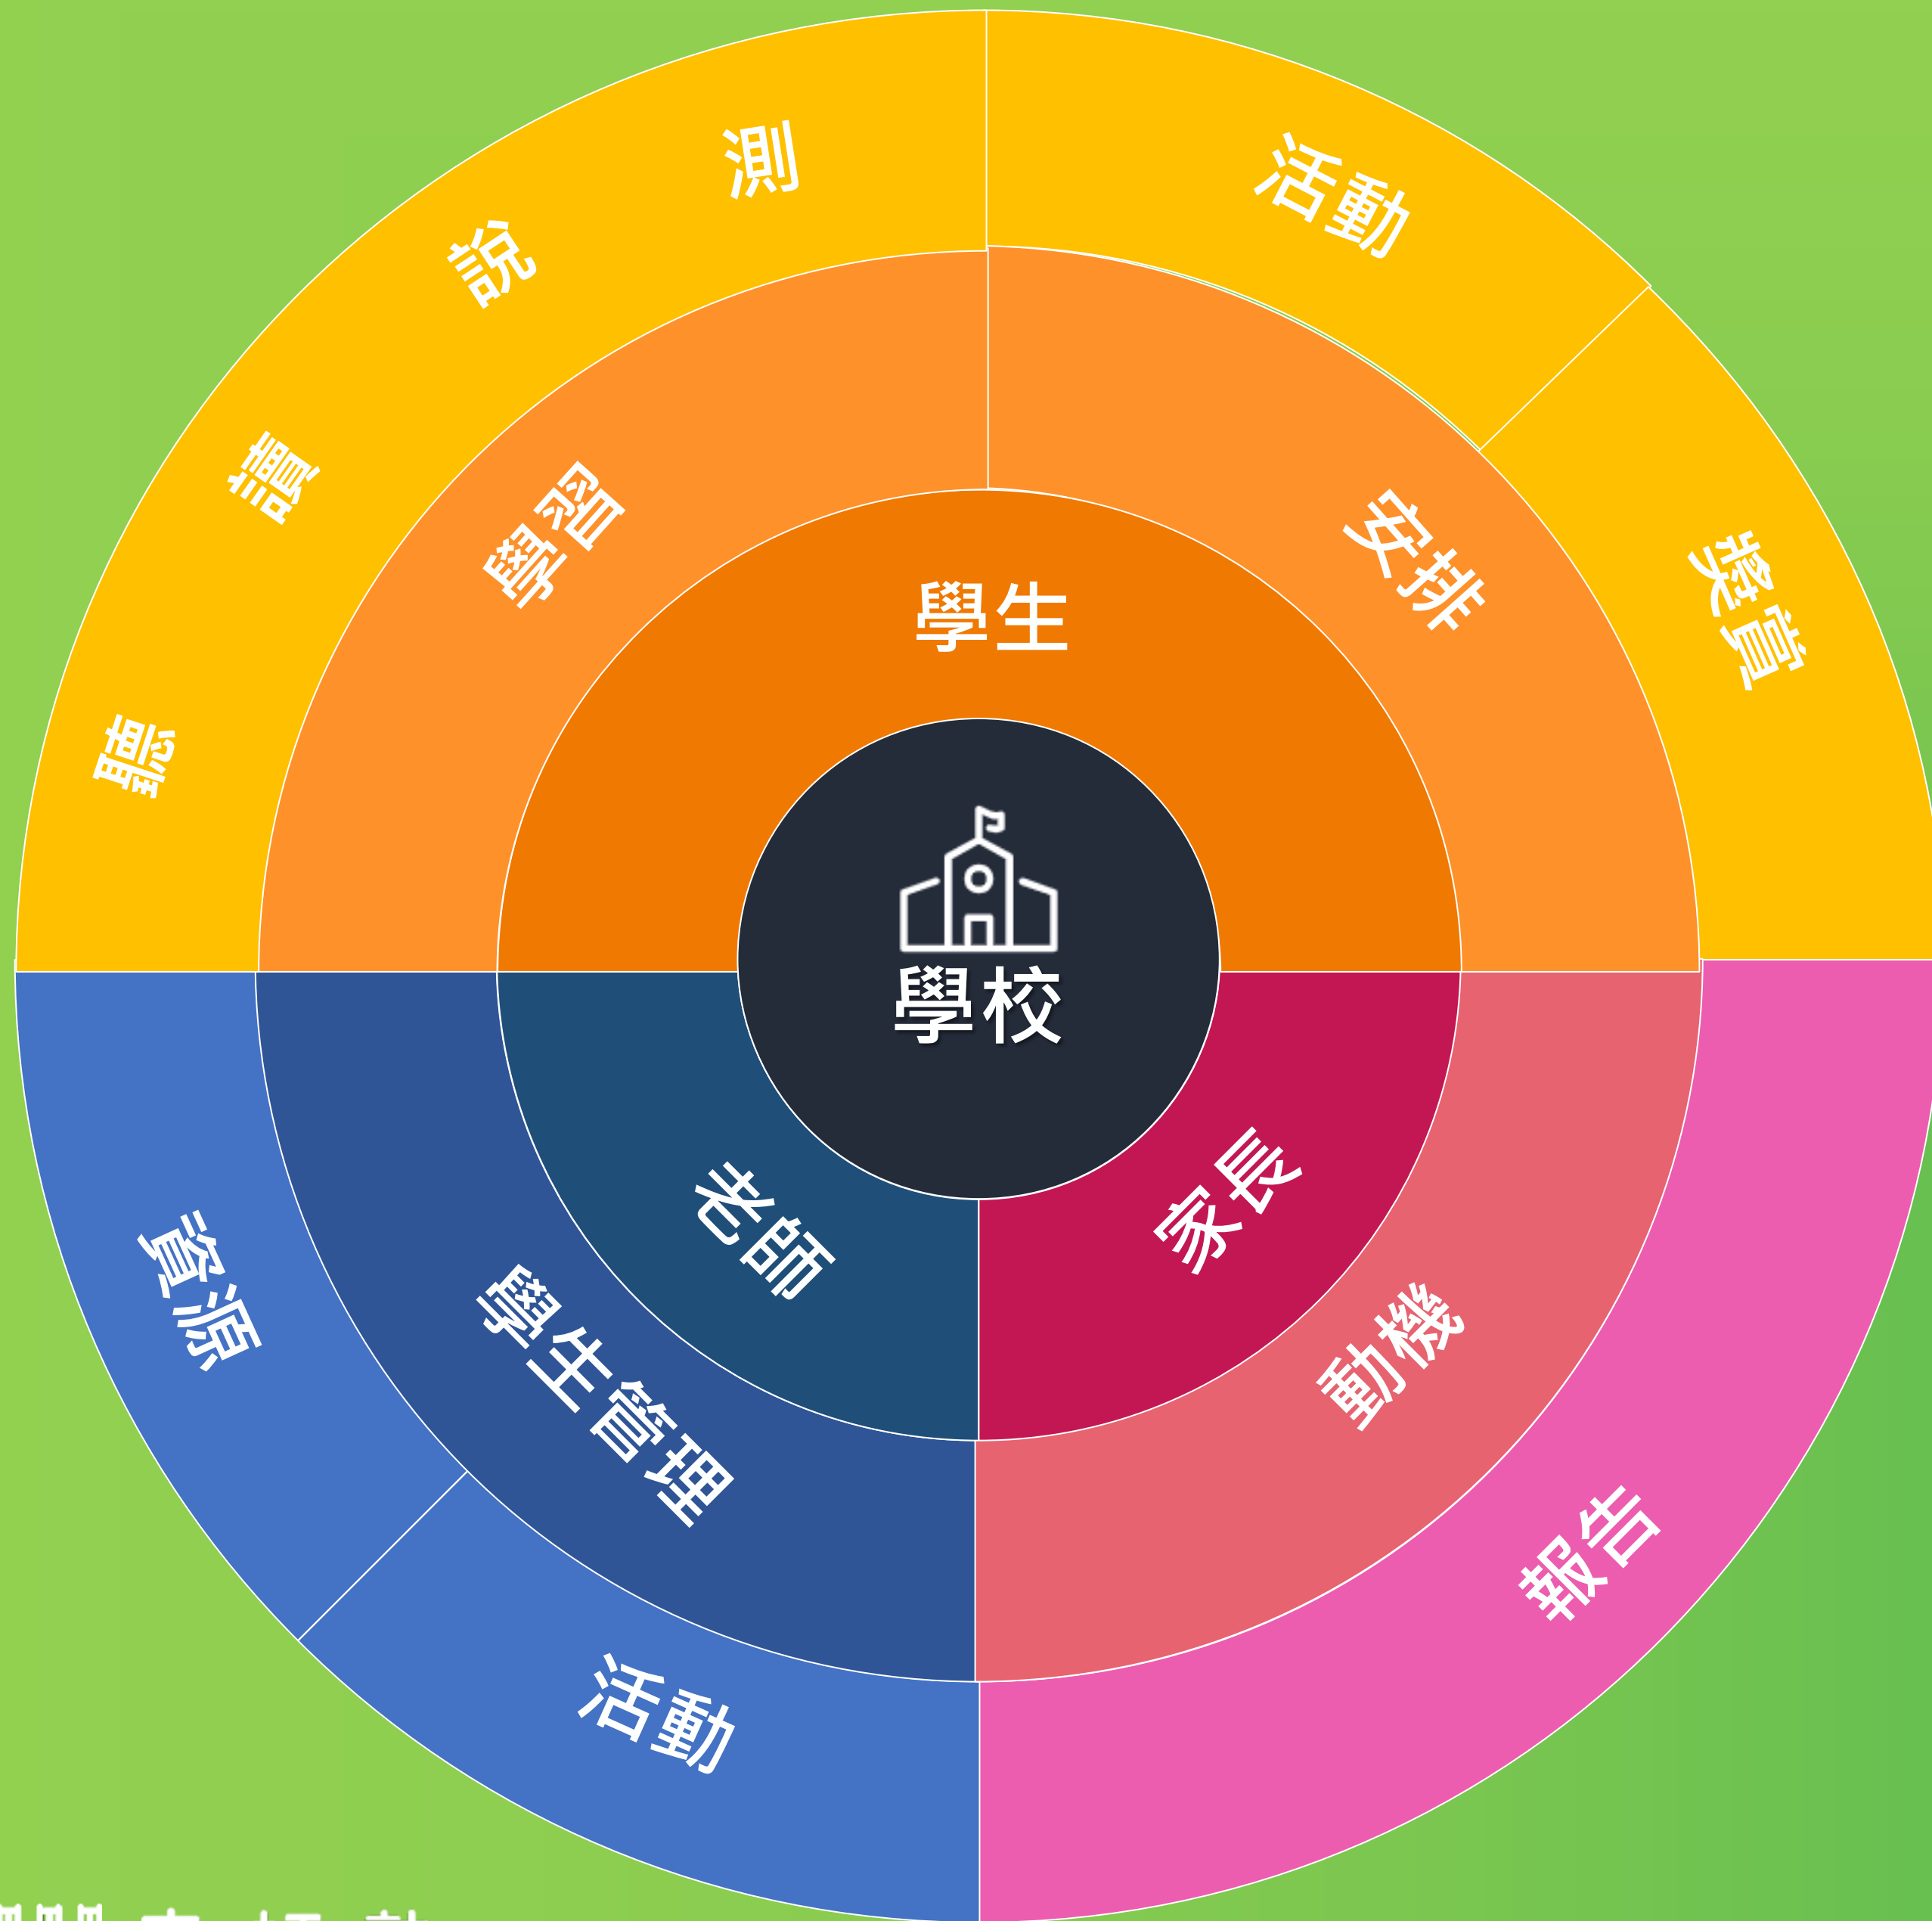 測
活動
說
讀
聽
學習
安排
獎賞
學生
學校
老師
家長
學生管理
動機
資源
活動
報告